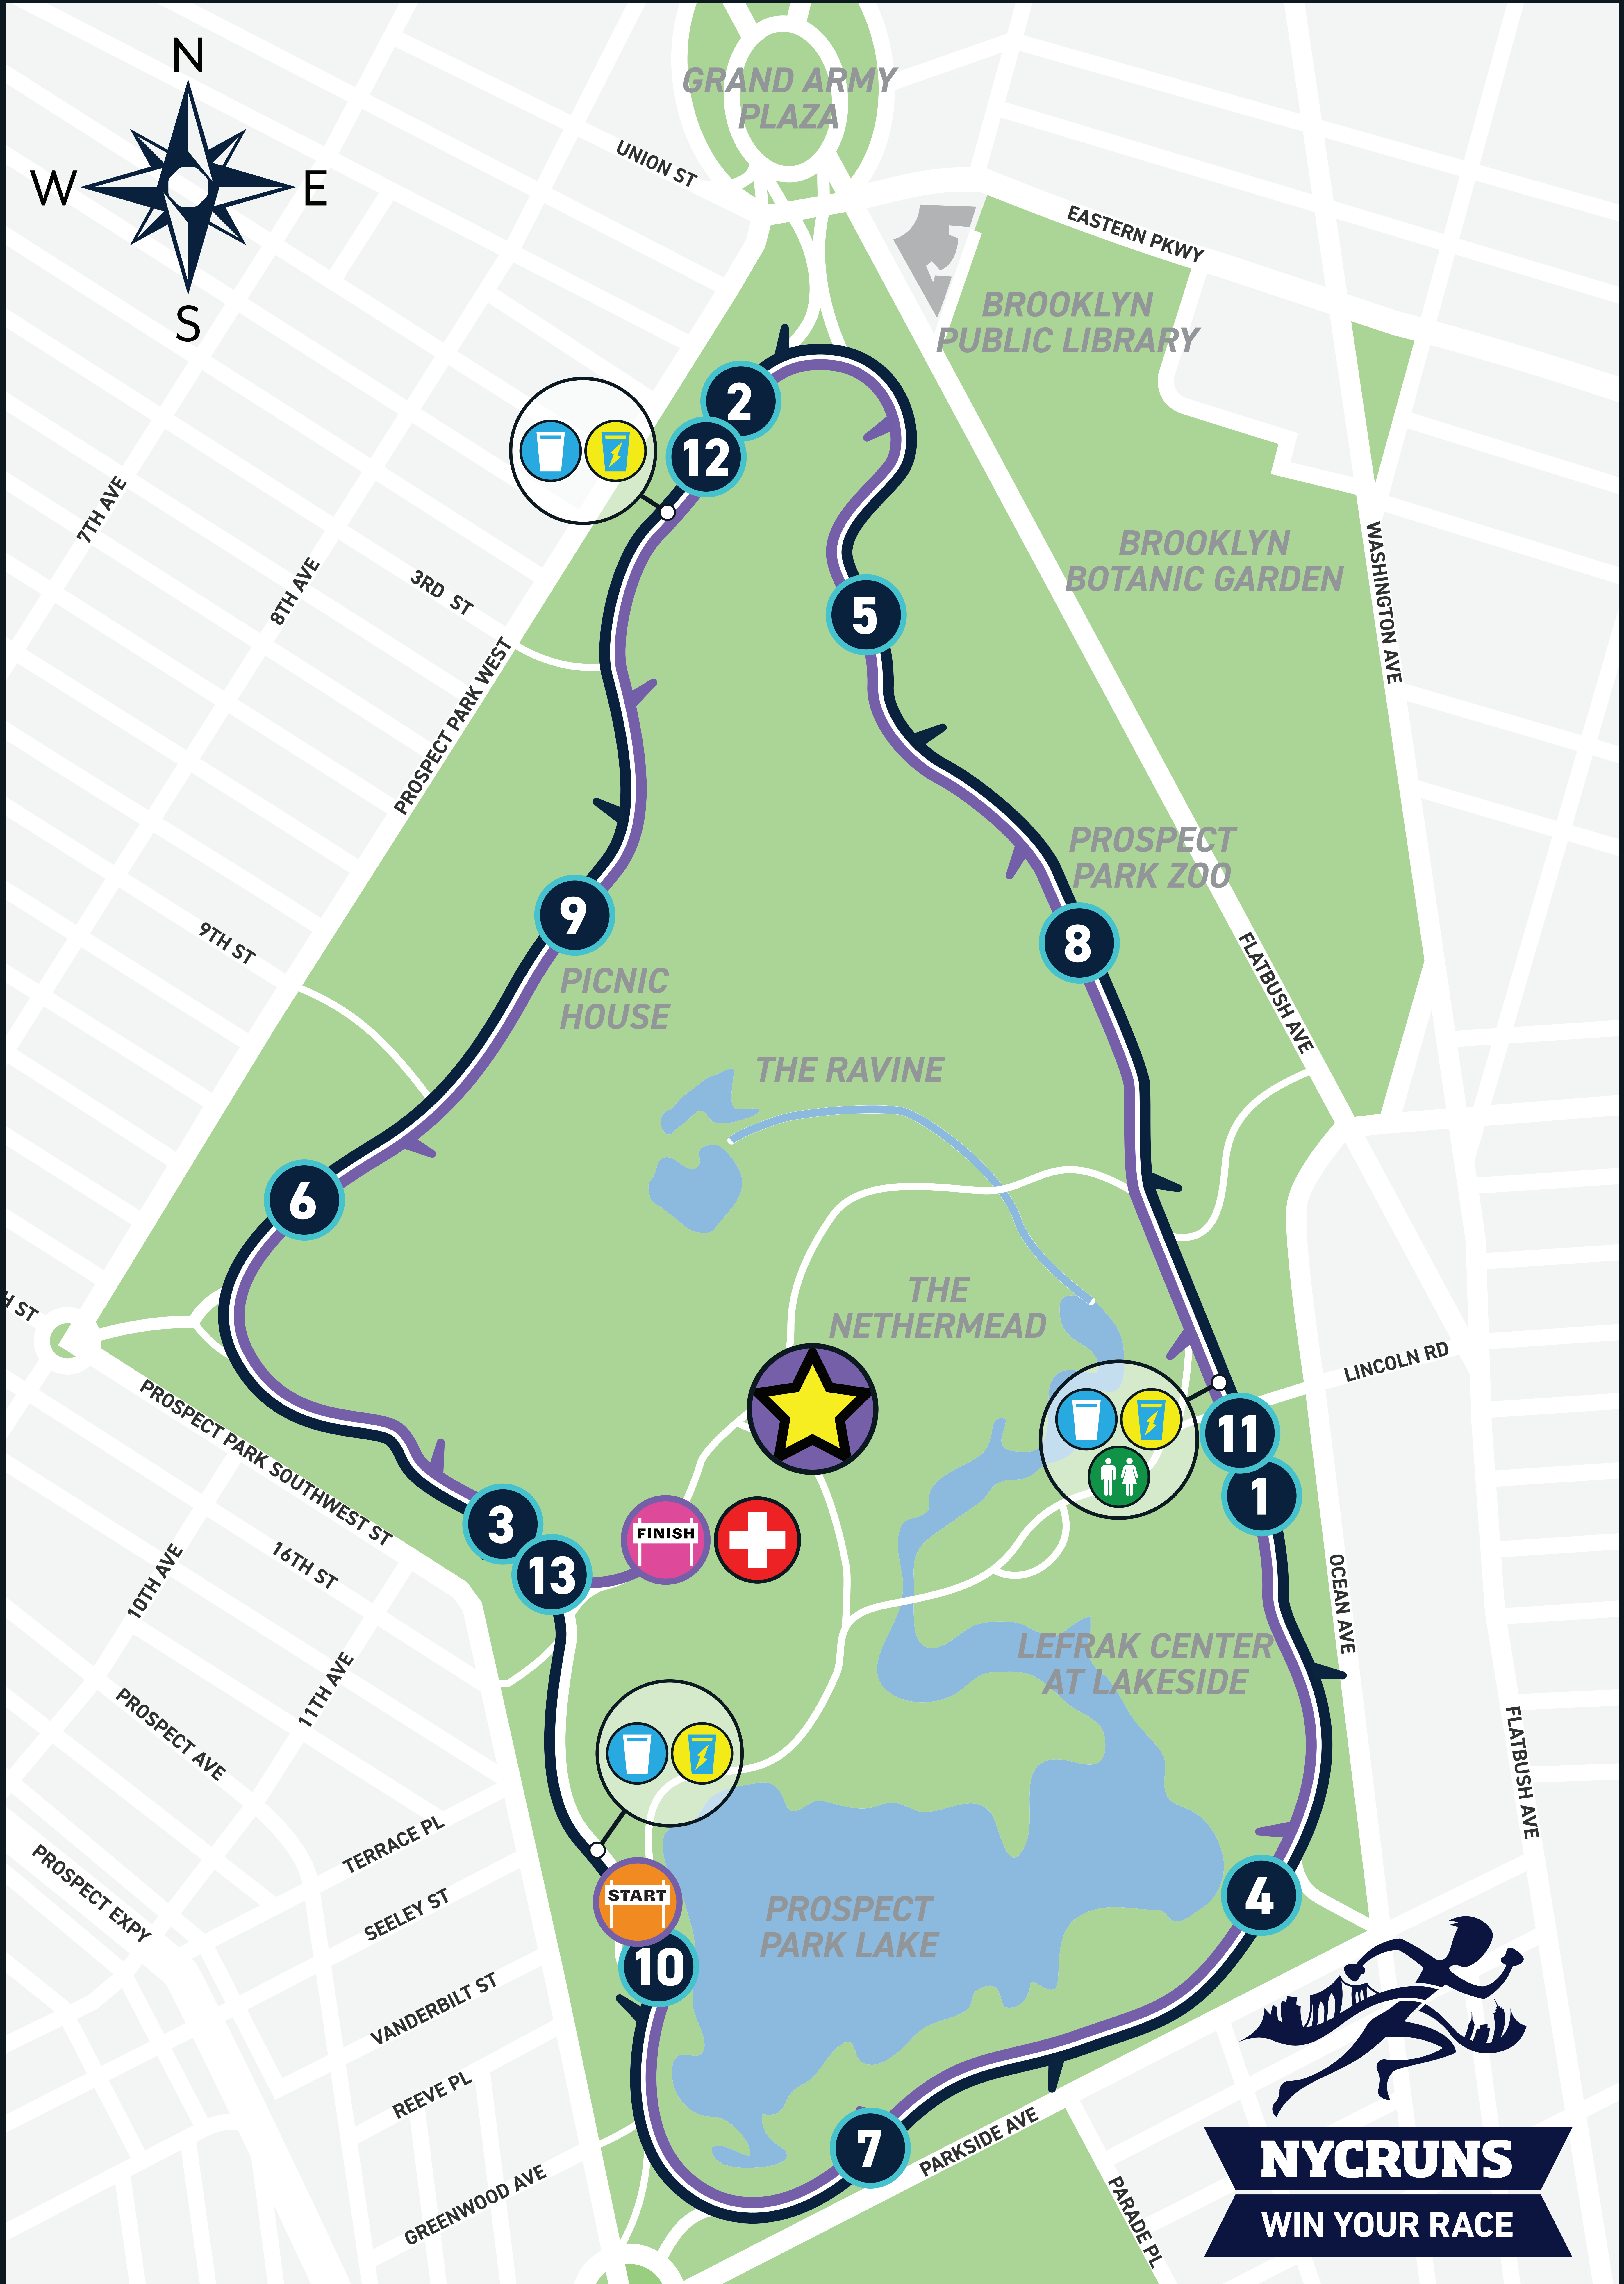 N
W
E
S
GRAND ARMY
PLAZA
UNION ST
EASTERN PKWY
BROOKLYN
PUBLIC LIBRARY
2
12
7TH AVE
8TH AVE
3RD ST
BROOKLYN
BOTANIC GARDEN
WASHINGTON AVE
5
PROSPECT PARK WEST
PROSPECT
PARK ZOO
9
9TH ST
8
PICNIC
HOUSE
FLATBUSH AVE
THE RAVINE
6
H ST
THE
NETHERMEAD
LINCOLN RD
PROSPECT PARK SOUTHWEST ST
11
1
3
FINISH
13
16TH ST
10TH AVE
OCEAN AVE
LEFRAK CENTER
AT LAKESIDE
11TH AVE
PROSPECT AVE
FLATBUSH AVE
TERRACE PL
PROSPECT EXPY
SEELEY ST
START
4
PROSPECT
PARK LAKE
10
VANDERBILT ST
REEVE PL
7
PARKSIDE AVE
GREENWOOD AVE
PARADE PL
NYCRUNS
WIN YOUR RACE